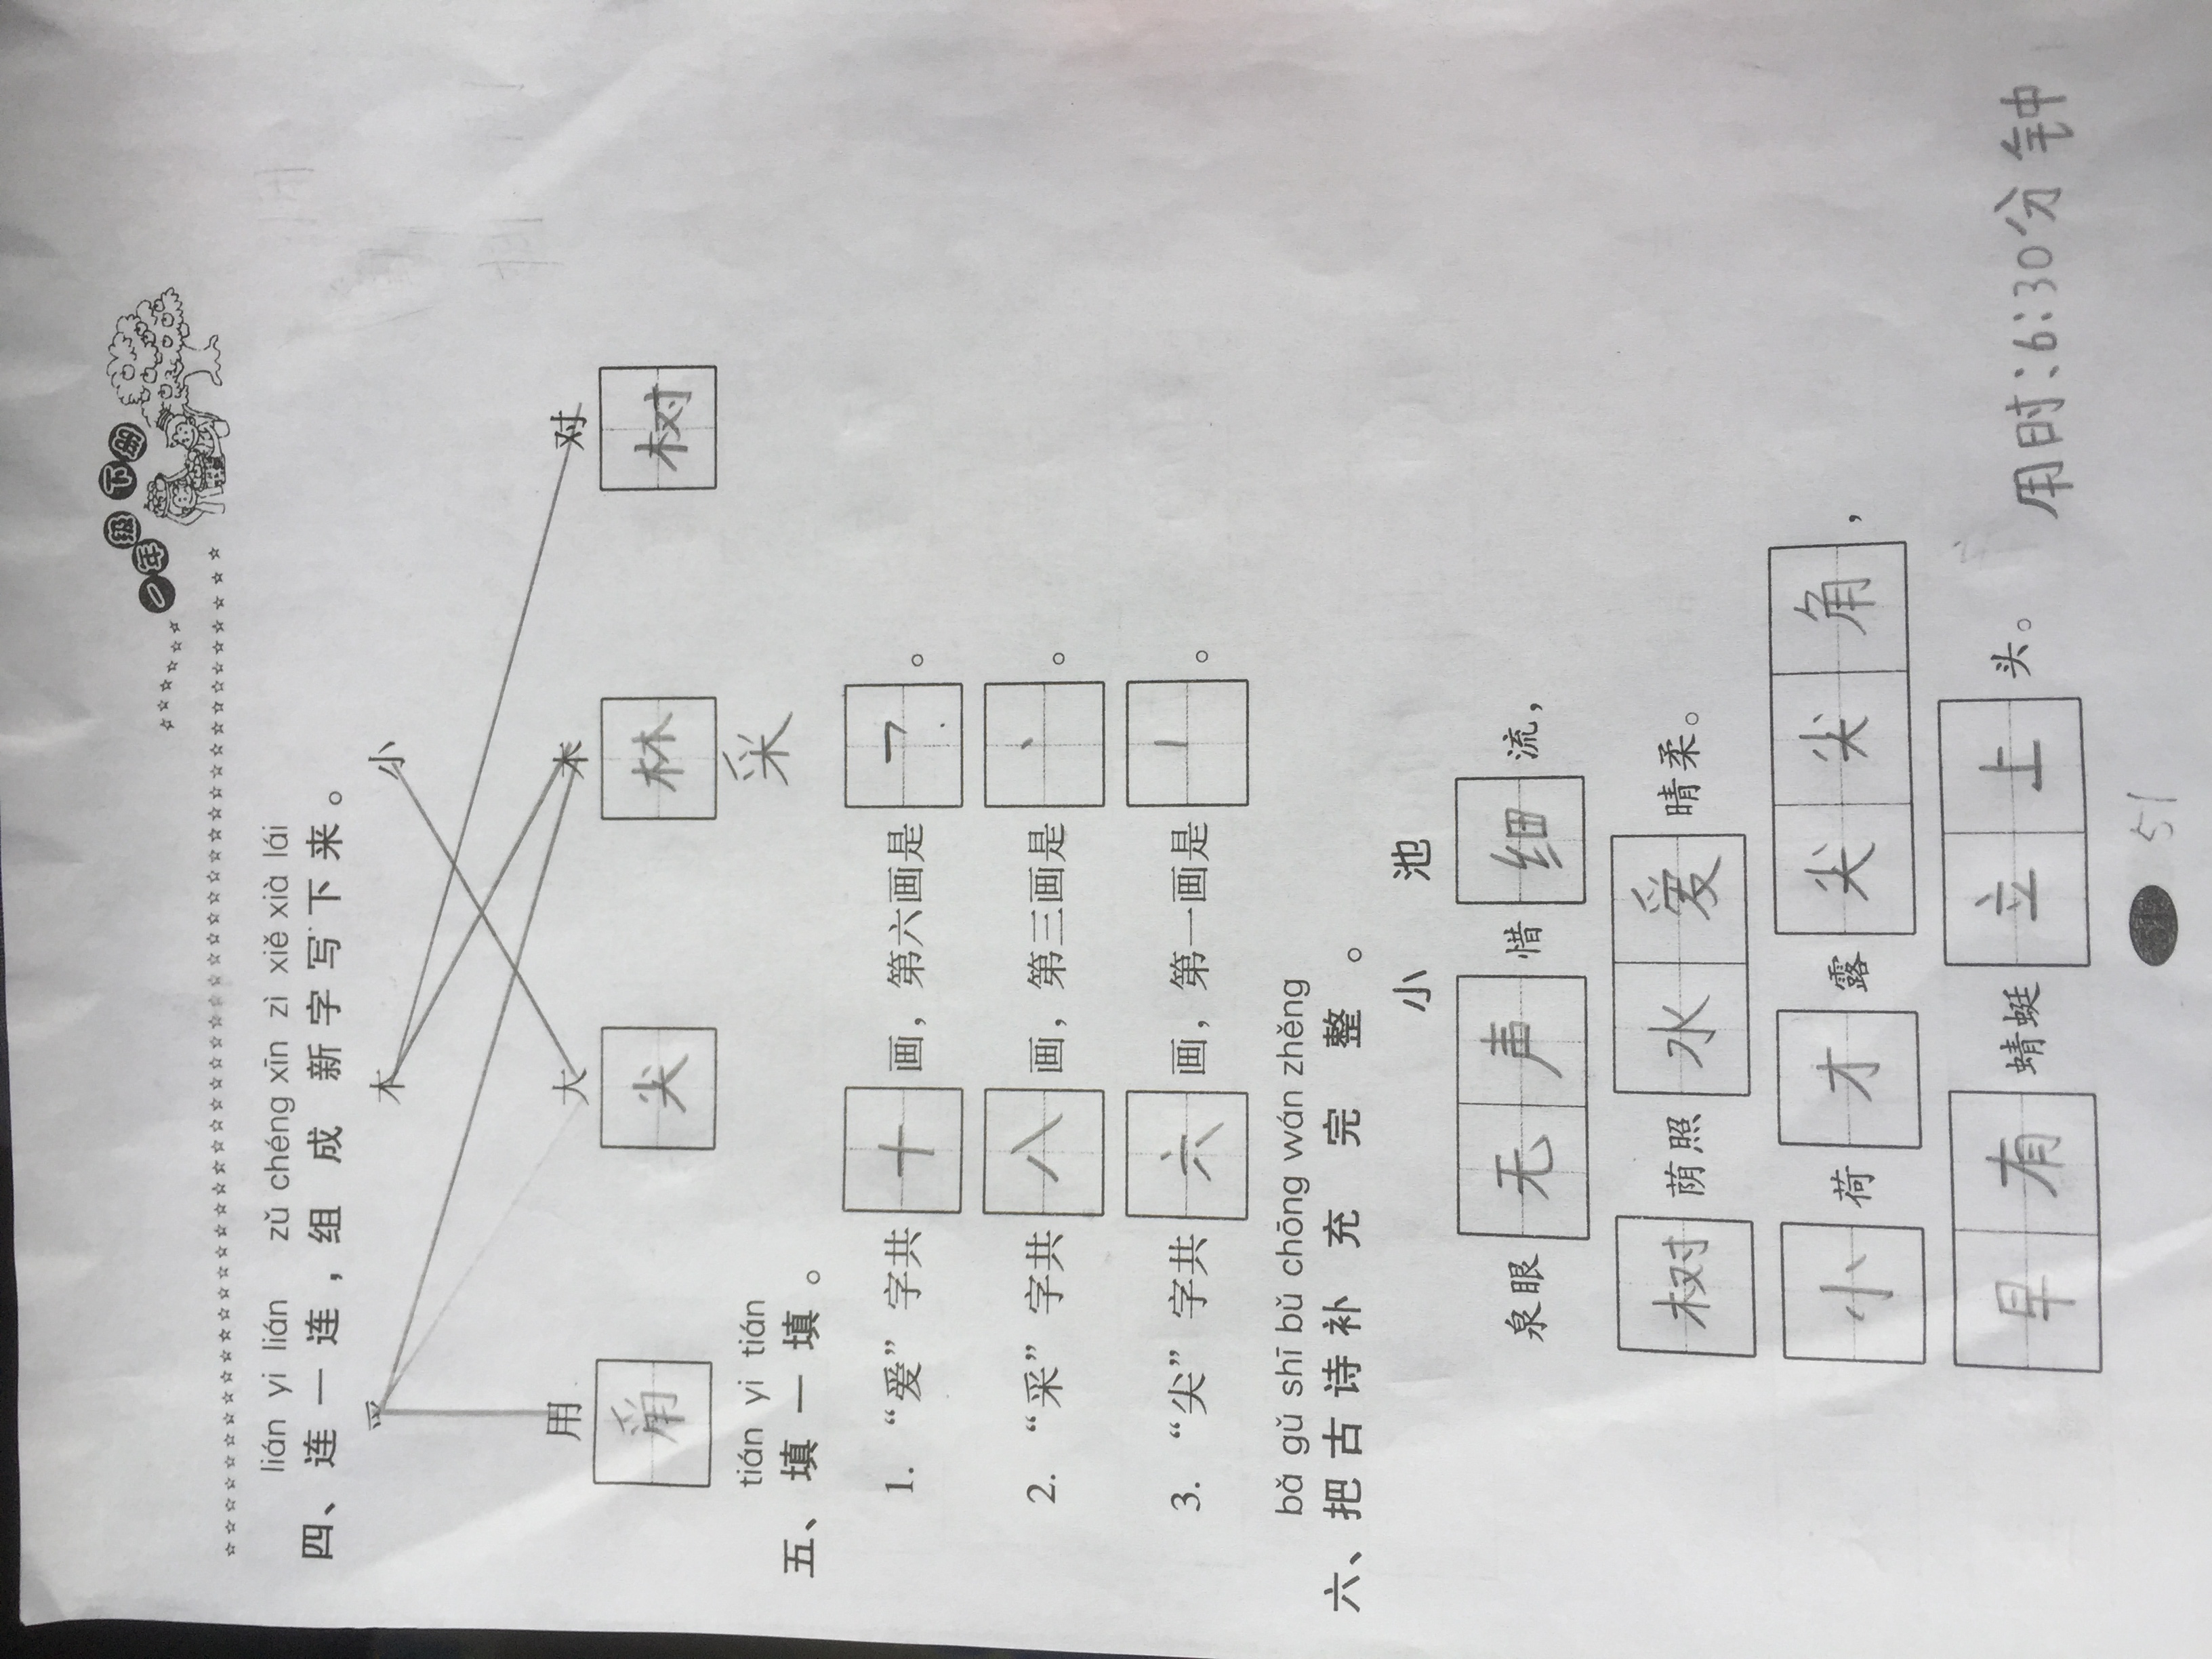 一年级下册
lián yi lián zǔ chéng xīn zì xiě xià lái
四、连一连，组成新字写下来。
爫 木 小
用 大 木 对
尖 林 树
采
tián yi tián
五、填一填。
1. “爱”字共 十 画，第六画是 ㇇ 。
2. “采”字共 八 画，第三画是 丶 。
3. “尖”字共 六 画，第一画是 丨 。
bǎ gǔ shī bǔ chōng wán zhěng
六、把古诗补充完整。
小池
泉眼无声惜细流，
树荫照水爱晴柔。
小荷才露尖尖角，
早有蜻蜓立上头。
用时:6:30分钟
51